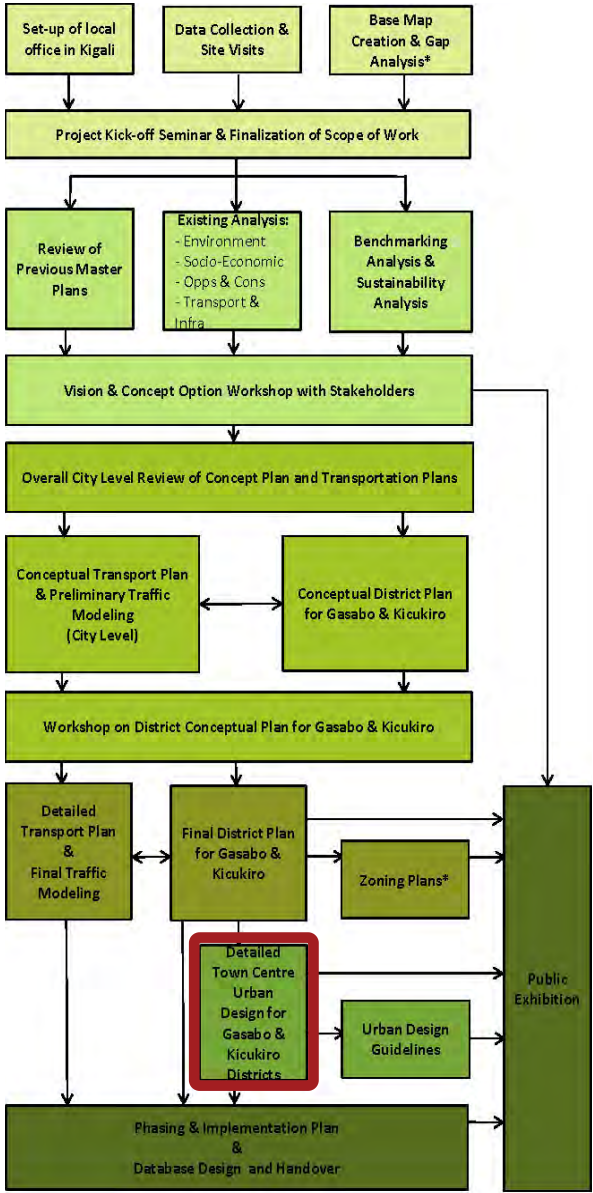 Set-up of local
office in Kigali
Data Collection &
Site Visits
Base Map
Creation & Gap
Analysis*
Project Kick-off Seminar & Finalization of Scope of Work
Review of
Previous Master
Plans
Existing Analysis:
- Environment
- Socio-Economic
- Opps & Cons
- Transport &
Infra
Benchmarking
Analysis &
Sustainability
Analysis
Vision & Concept Option Workshop with Stakeholders
Overall City Level Review of Concept Plan and Transportation Plans
Conceptual Transport Plan
& Preliminary Traffic
Modeling
(City Level)
Conceptual District Plan
for Gasabo & Kicukiro
Workshop on District Conceptual Plan for Gasabo & Kicukiro
Detailed
Transport Plan
&
Final Traffic
Modeling
Final District Plan
for Gasabo &
Kicukiro
Zoning Plans*
Detailed
Town Centre
Urban
Design for
Gasabo &
Kicukiro
Districts
Urban Design
Guidelines
Public
Exhibition
Phasing & Implementation Plan
&
Database Design and Handover